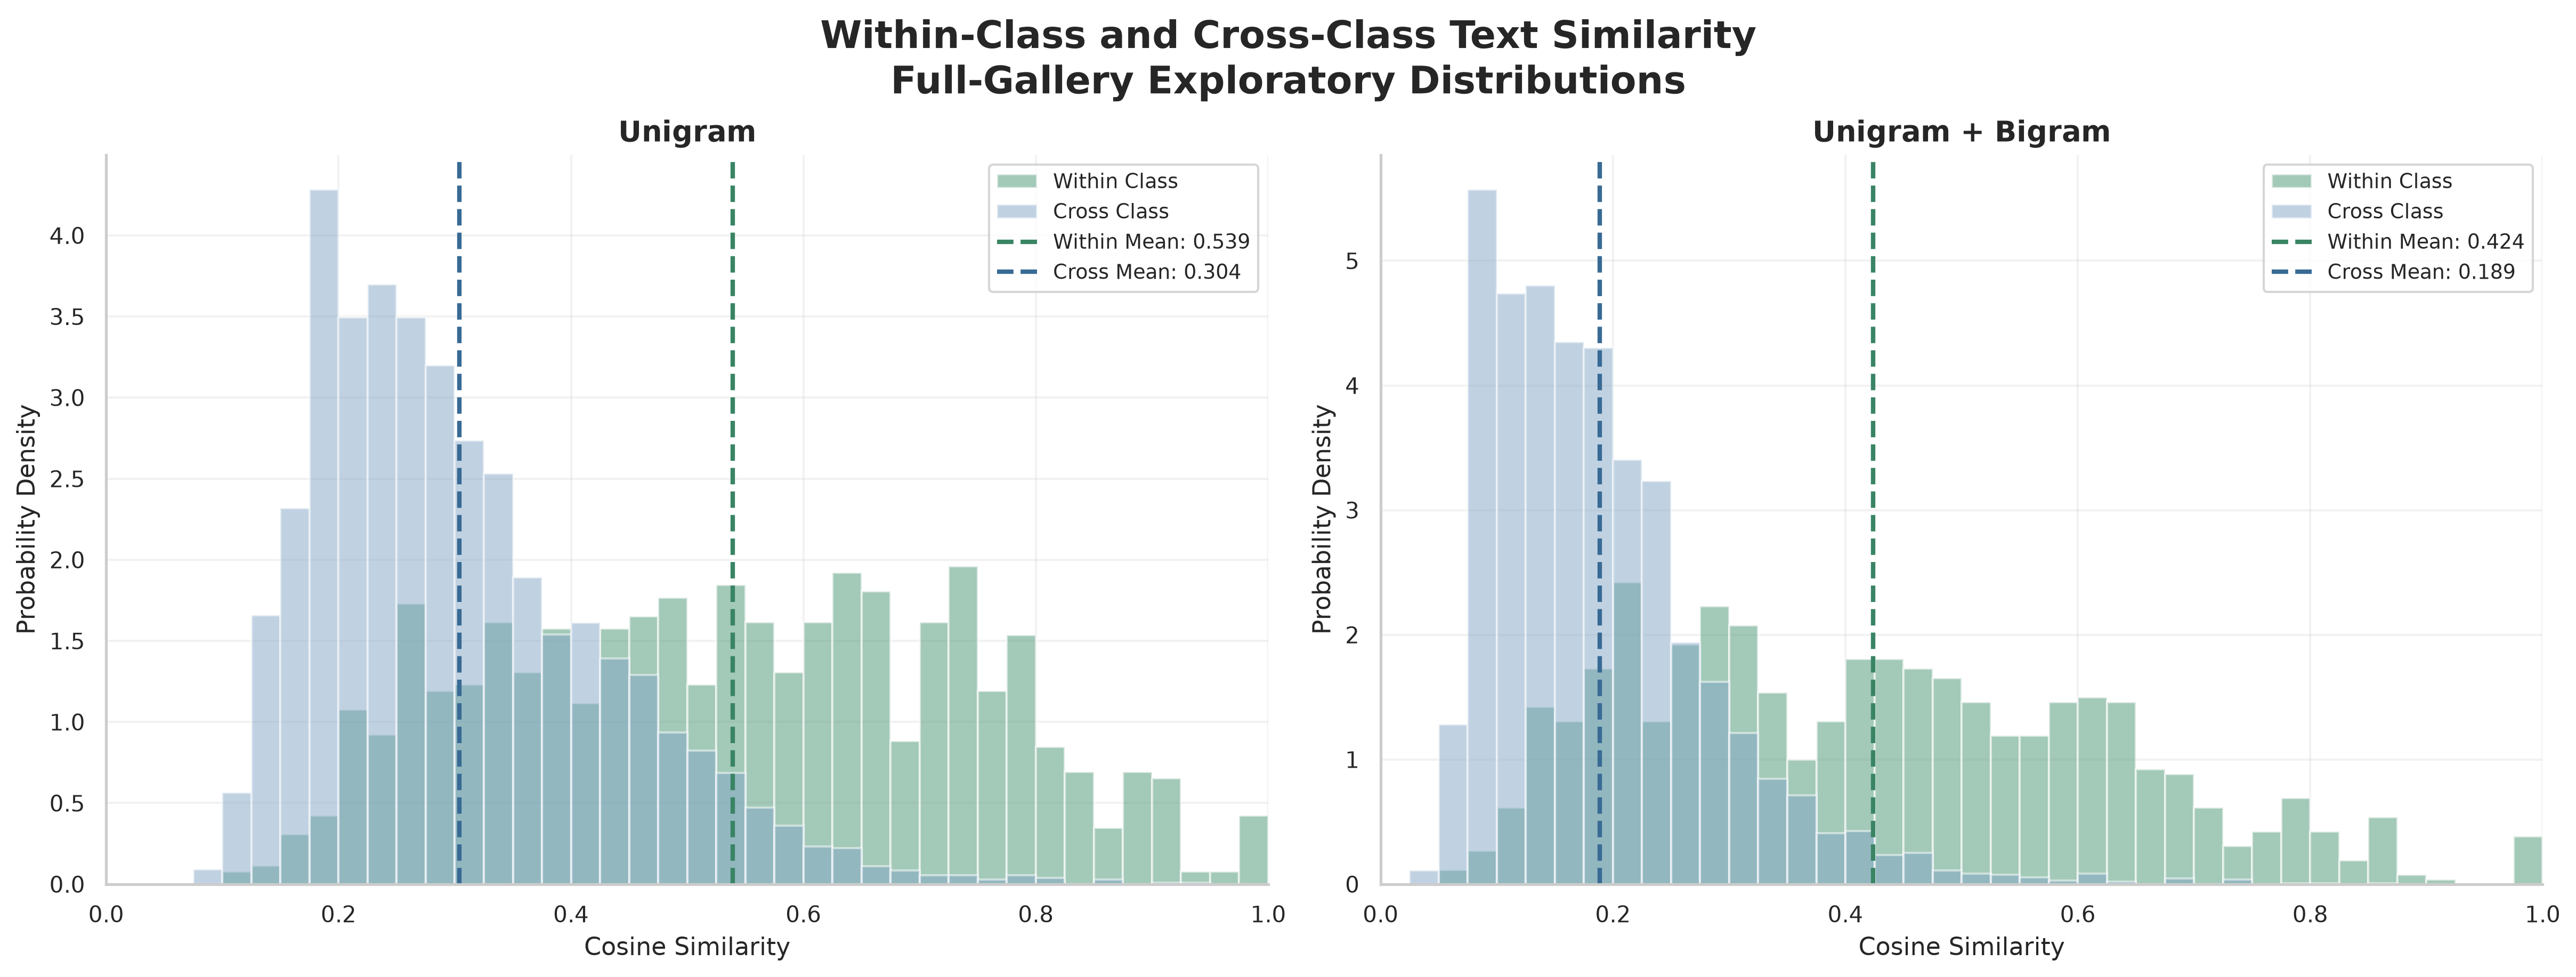 Within-Class and Cross-Class Text Similarity
Full-Gallery Exploratory Distributions
Unigram
Probability Density
4.0
3.5
3.0
2.5
2.0
1.5
1.0
0.5
0.0
Within Class
Cross Class
Within Mean: 0.539
Cross Mean: 0.304
0.0 0.2 0.4 0.6 0.8 1.0
Cosine Similarity
Unigram + Bigram
Probability Density
5
4
3
2
1
0
Within Class
Cross Class
Within Mean: 0.424
Cross Mean: 0.189
0.0 0.2 0.4 0.6 0.8 1.0
Cosine Similarity